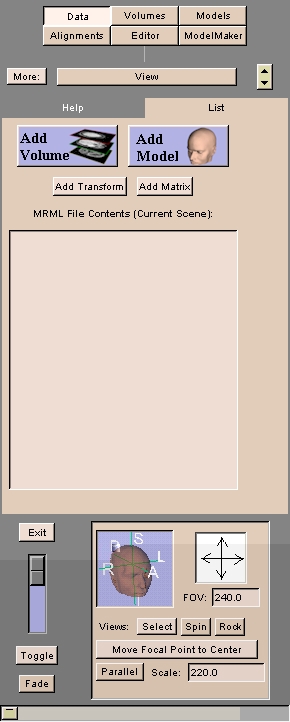 Data Volumes Models
Alignments Editor ModelMaker
More: View
Help List
Add Volume
Add Model
Add Transform Add Matrix
MRML File Contents (Current Scene):
Exit
S
R L
A
FOV: 240.0
Views: Select Spin Rock
Move Focal Point to Center
Toggle
Parallel Scale: 220.0
Fade